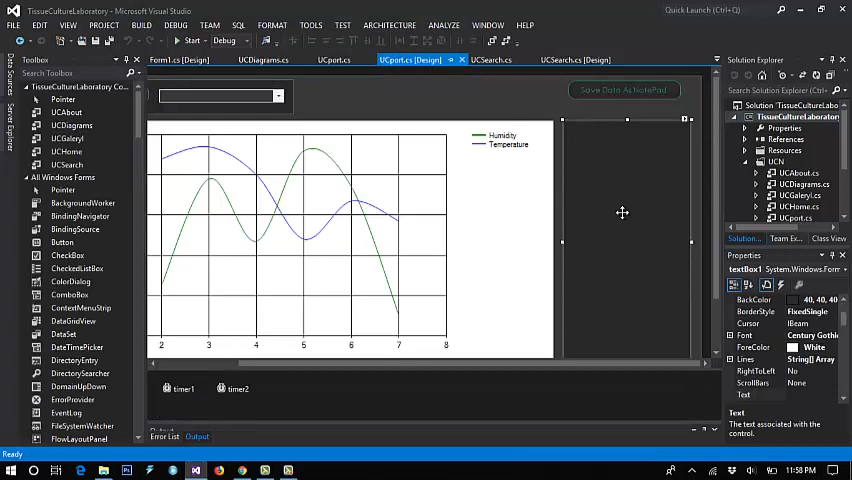 TissueCultureLaboratory - Microsoft Visual Studio
Quick Launch (Ctrl+Q)
FILE EDIT VIEW PROJECT BUILD DEBUG TEAM SQL FORMAT TOOLS TEST ARCHITECTURE ANALYZE WINDOW HELP
Start Debug
Toolbox
Form1.cs [Design] UCDiagrams.cs UCport.cs UCport.cs [Design] UCSearch.cs UCSearch.cs [Design]
Solution Explorer
Data Sources
Server Explorer
Search Toolbox
TissueCultureLaboratory Co...
Pointer
UCAbout
UCDiagrams
UCGaleryl
UCHome
UCSearch
All Windows Forms
Pointer
BackgroundWorker
BindingNavigator
BindingSource
Button
CheckBox
CheckedListBox
ColorDialog
ComboBox
ContextMenuStrip
DataGridView
DataSet
DateTimePicker
DirectoryEntry
DirectorySearcher
DomainUpDown
ErrorProvider
EventLog
FileSystemWatcher
FlowLayoutPanel
Save Data As NotePad
Humidity
Temperature
2 3 4 5 6 7 8
timer1 timer2
Output
Error List Output
Search Solution Explorer (Ctrl
Solution 'TissueCultureLabo
TissueCultureLaboratory
Properties
References
Resources
UCN
UCAbout.cs
UCDiagrams.cs
UCGaleryl.cs
UCHome.cs
UCport.cs
Solution... Team Ex... Class View
Properties
textBox1 System.Windows.Form
BackColor 40, 40, 40
BorderStyle FixedSingle
Cursor IBeam
Font Century Gothic
ForeColor White
Lines String[] Array
RightToLeft No
ScrollBars None
Text
Text
The text associated with the
control.
Ready
11:58 PM